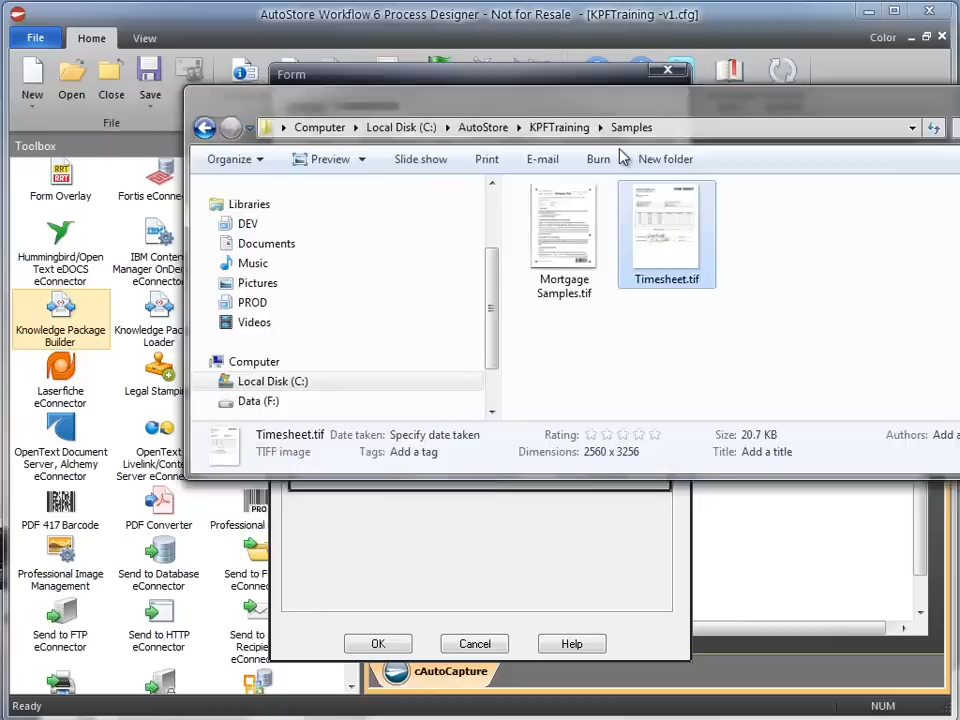 AutoStore Workflow 6 Process Designer - Not for Resale - [KPFTraining -v1.cfg]
File
Home
View
Color
New
Open
Close
Save
File
Form
Toolbox
Form Overlay
Fortis eConne
Hummingbird/Open
Text eDOCS
eConnector
IBM Conten
Manager OnDen
eConnector
Knowledge Package
Builder
Knowledge Pac
Loader
Laserfiche
eConnector
Legal Stampin
OpenText Document
Server, Alchemy
eConnector
OpenText
Livelink/Conte
Server eConne
PDF 417 Barcode
PDF Converter
Professional
PRO
Professional Image
Management
Send to Database
eConnector
Send to F
eConne
Send to FTP
eConnector
Send to HTTP
eConnector
Send to
Recipie
eConne
Computer
Local Disk (C:)
AutoStore
KPFTraining
Samples
Organize
Preview
Slide show
Print
E-mail
Burn
New folder
Libraries
DEV
Documents
Music
Pictures
PROD
Videos
Computer
Local Disk (C:)
Data (F:)
Mortgage
Samples.tif
Timesheet.tif
Timesheet.tif
Date taken: Specify date taken
Rating:
Size: 20.7 KB
Authors: Add a
TIFF image
Tags: Add a tag
Dimensions: 2560 x 3256
Title: Add a title
OK
Cancel
Help
cAutoCapture
Ready
NUM